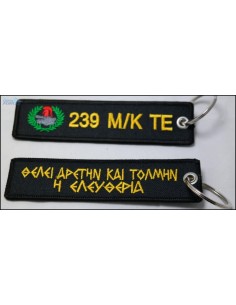 239 Μ/Κ ΤΕ
ΘΕΛΕΙ ΑΡΕΤΗΝ ΚΑΙ ΤΟΛΜΗΝ
Η ΕΛΕΥΘΕΡΙΑ